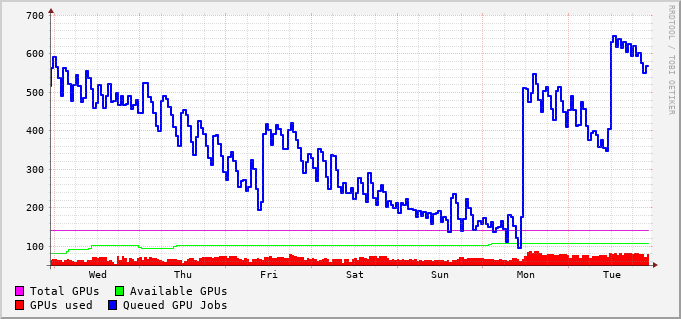 700
600
500
400
300
200
100
Wed Thu Fri Sat Sun Mon Tue
Total GPUs Available GPUs
GPUs used Queued GPU Jobs
RRDTOOL / TOBI OETIKER